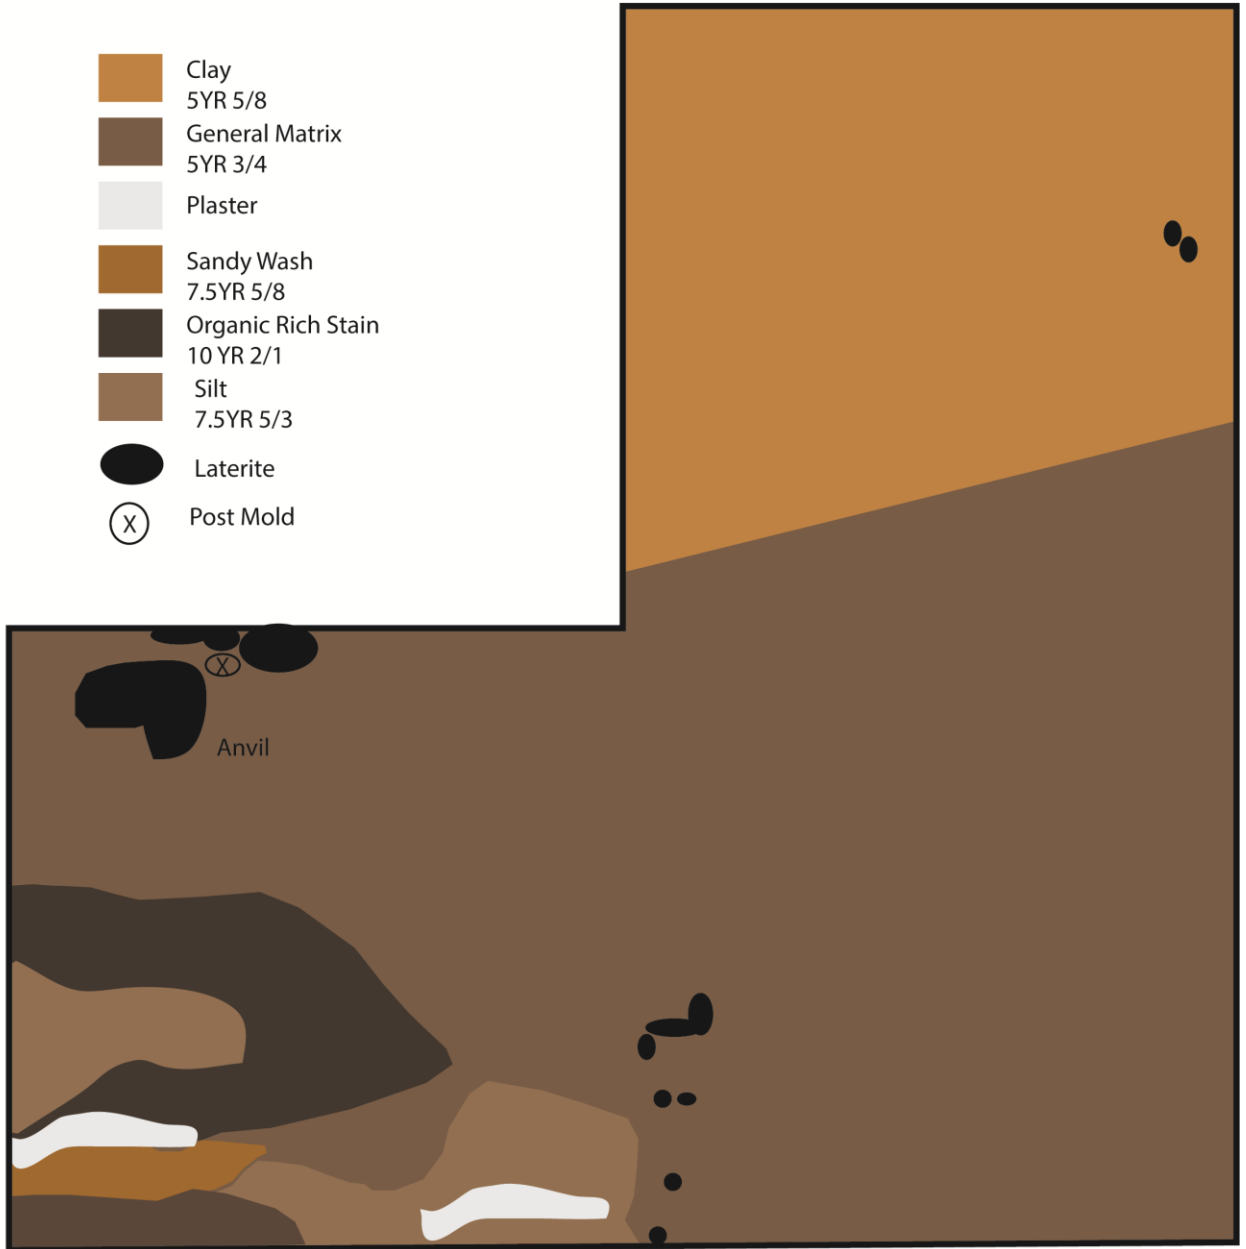 Clay
5YR 5/8
General Matrix
5YR 3/4
Plaster
Sandy Wash
7.5YR 5/8
Organic Rich Stain
10 YR 2/1
Silt
7.5YR 5/3
Laterite
X Post Mold
X
Anvil